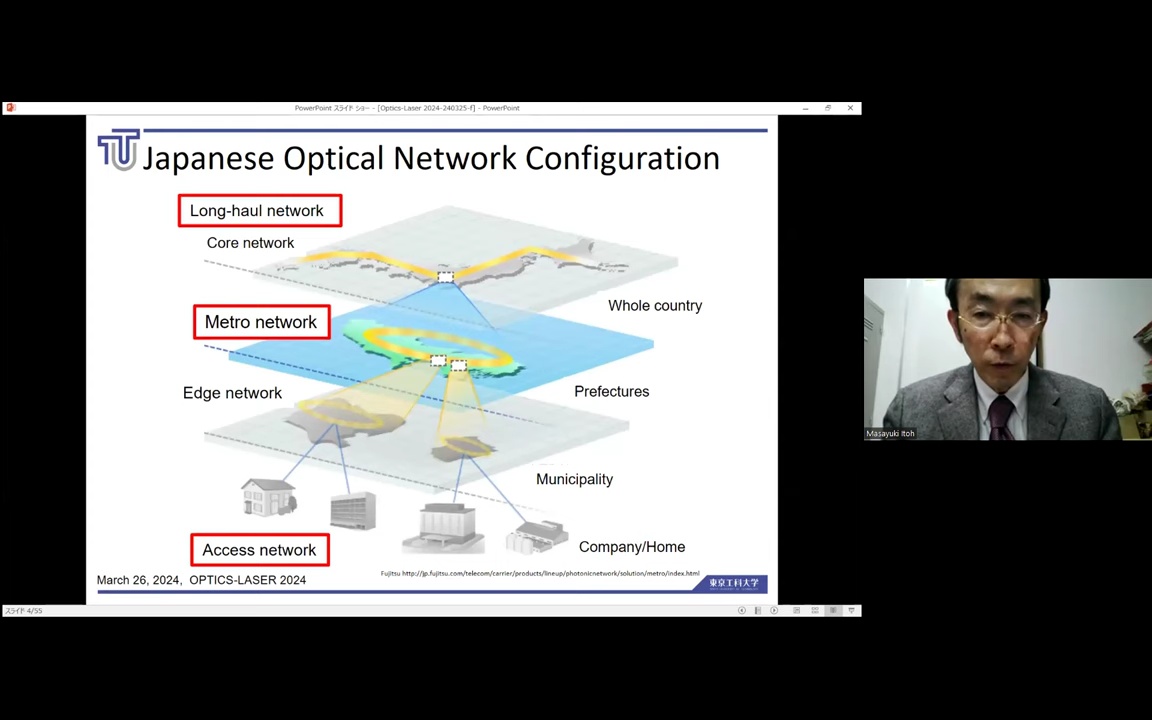 PowerPoint スライド ショー - [Optics-Laser 2024-240325-f] - PowerPoint
Japanese Optical Network Configuration
Long-haul network
Core network
Whole country
Metro network
Edge network
Prefectures
Municipality
Access network
Company/Home
Fujitsu http://jp.fujitsu.com/telecom/carrier/products/lineup/photonicnetwork/solution/metro/index.html
March 26, 2024, OPTICS-LASER 2024
東京工科大学
スライド 4/55
Masayuki Itoh